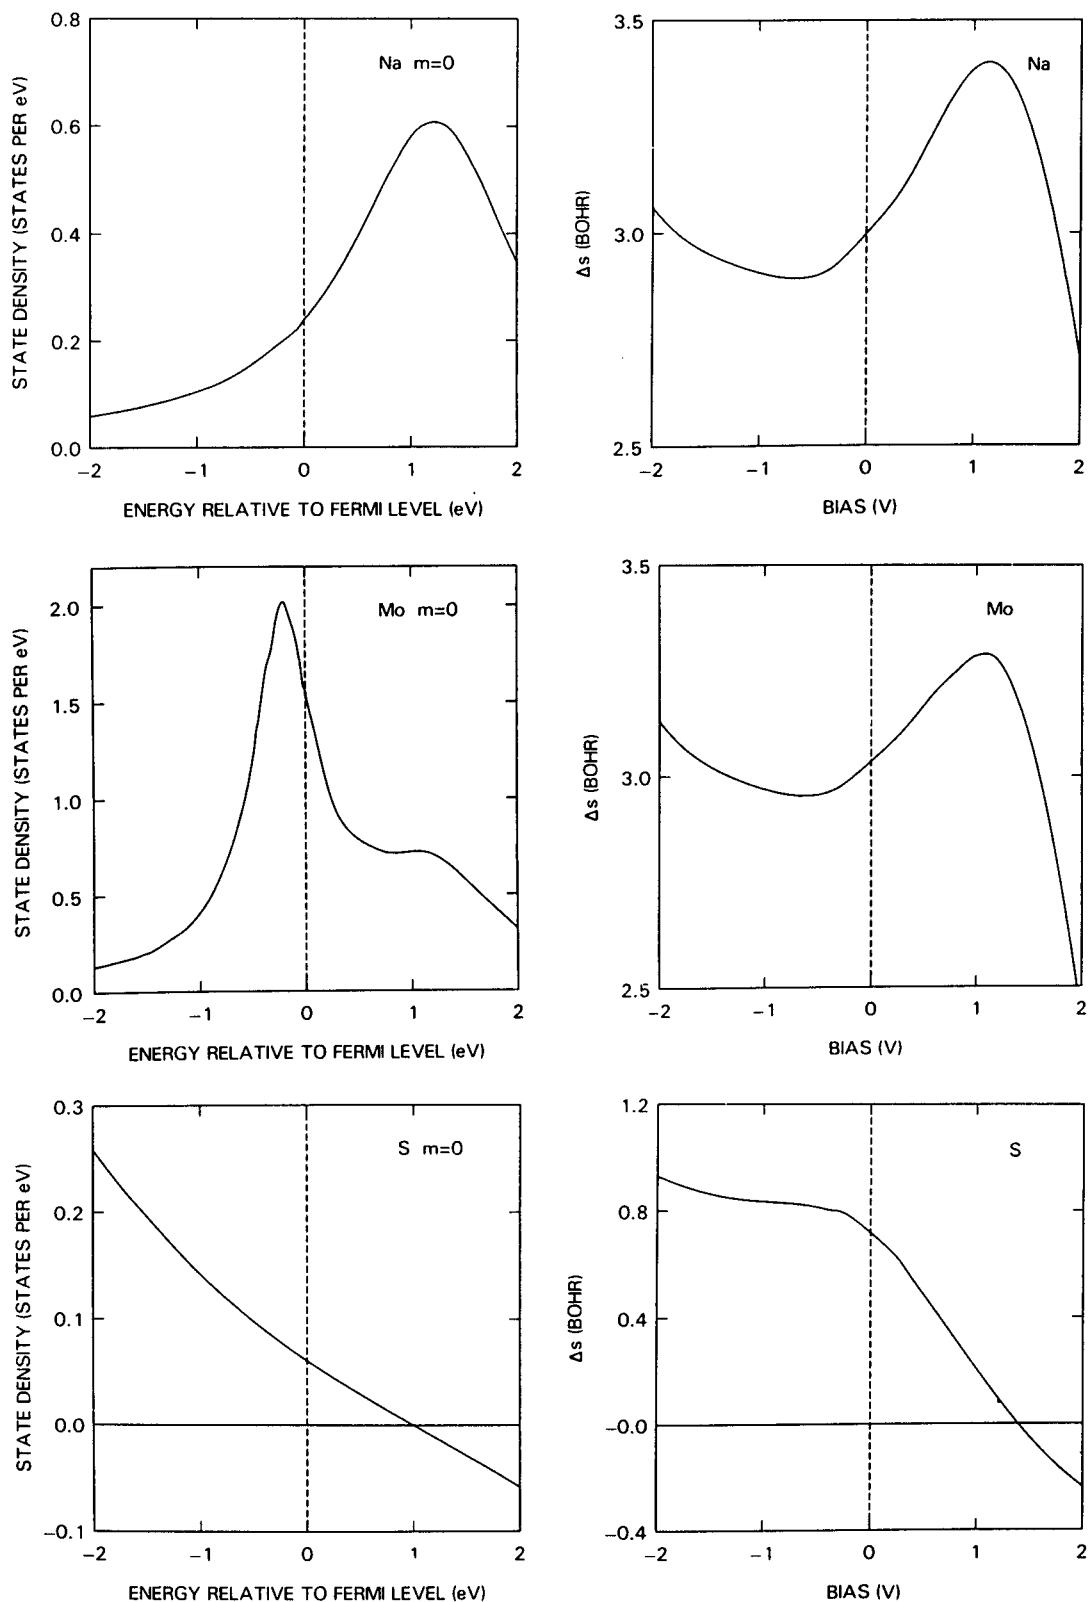 STATE DENSITY (STATES PER eV)
0.8
0.6
0.4
0.2
0.0
Na m=0
−2 −1 0 1 2
ENERGY RELATIVE TO FERMI LEVEL (eV)
Δs (BOHR)
3.5
3.0
2.5
Na
−2 −1 0 1 2
BIAS (V)
STATE DENSITY (STATES PER eV)
2.0
1.5
1.0
0.5
0.0
Mo m=0
−2 −1 0 1 2
ENERGY RELATIVE TO FERMI LEVEL (eV)
Δs (BOHR)
3.5
3.0
2.5
Mo
−2 −1 0 1 2
BIAS (V)
STATE DENSITY (STATES PER eV)
0.3
0.2
0.1
0.0
−0.1
S m=0
−2 −1 0 1 2
ENERGY RELATIVE TO FERMI LEVEL (eV)
Δs (BOHR)
1.2
0.8
0.4
−0.0
−0.4
S
−2 −1 0 1 2
BIAS (V)